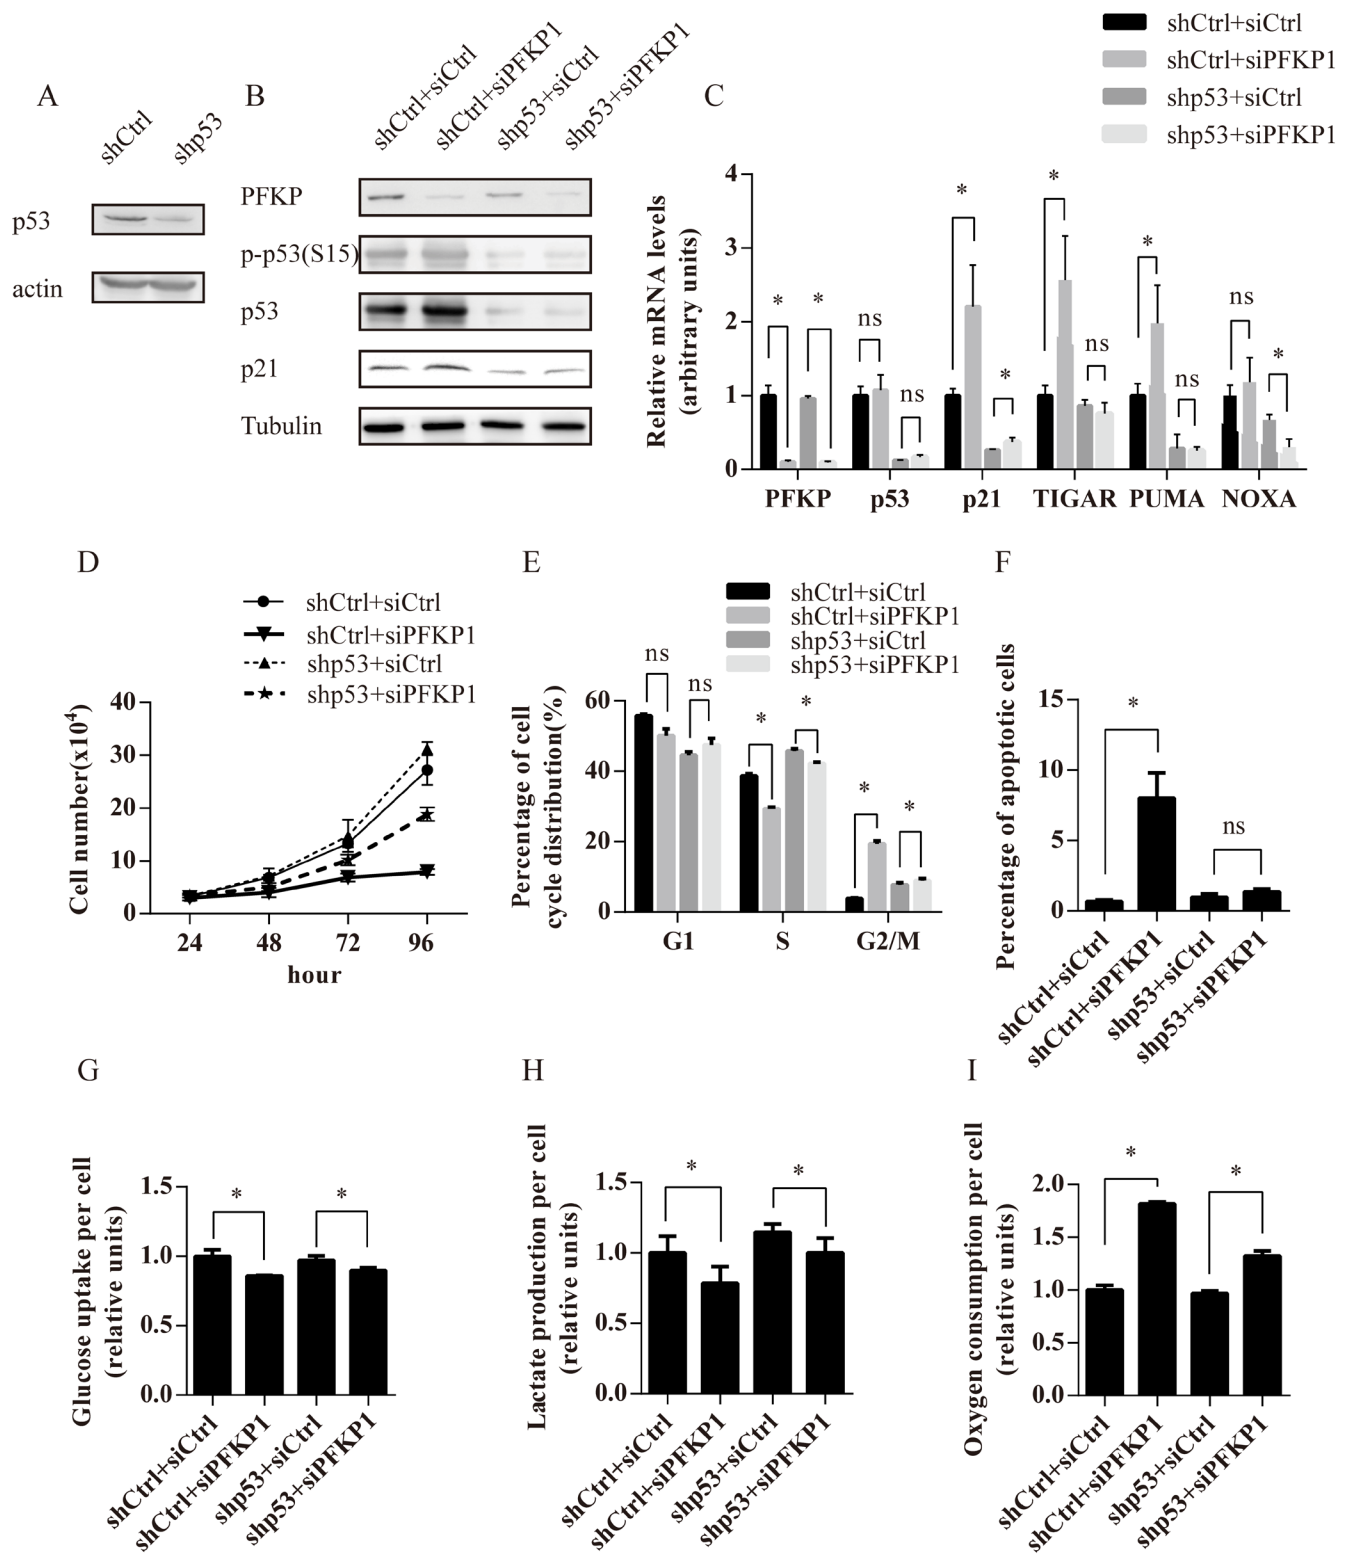 A
shCtrl
shp53
p53
actin
B
shCtrl+siCtrl
shCtrl+siPFKP1
shp53+siCtrl
shp53+siPFKP1
PFKP
p-p53(S15)
p53
p21
Tubulin
C
shCtrl+siCtrl
shCtrl+siPFKP1
shp53+siCtrl
shp53+siPFKP1
Relative mRNA levels
(arbitrary units)
4
3
2
1
0
* * ns ns * * * ns * ns ns *
PFKP p53 p21 TIGAR PUMA NOXA
D
shCtrl+siCtrl
shCtrl+siPFKP1
shp53+siCtrl
shp53+siPFKP1
Cell number(x10⁴)
40
30
20
10
0
24 48 72 96
hour
E
shCtrl+siCtrl
shCtrl+siPFKP1
shp53+siCtrl
shp53+siPFKP1
Percentage of cell
cycle distribution(%)
60
40
20
0
ns ns * * * *
G1 S G2/M
F
Percentage of apoptotic cells
15
10
5
0
* ns
shCtrl+siCtrl
shCtrl+siPFKP1
shp53+siCtrl
shp53+siPFKP1
G
Glucose uptake per cell
(relative units)
1.5
1.0
0.5
0.0
* *
shCtrl+siCtrl
shCtrl+siPFKP1
shp53+siCtrl
shp53+siPFKP1
H
Lactate production per cell
(relative units)
1.5
1.0
0.5
0.0
* *
shCtrl+siCtrl
shCtrl+siPFKP1
shp53+siCtrl
shp53+siPFKP1
I
Oxygen consumption per cell
(relative units)
2.0
1.5
1.0
0.5
0.0
* *
shCtrl+siCtrl
shCtrl+siPFKP1
shp53+siCtrl
shp53+siPFKP1